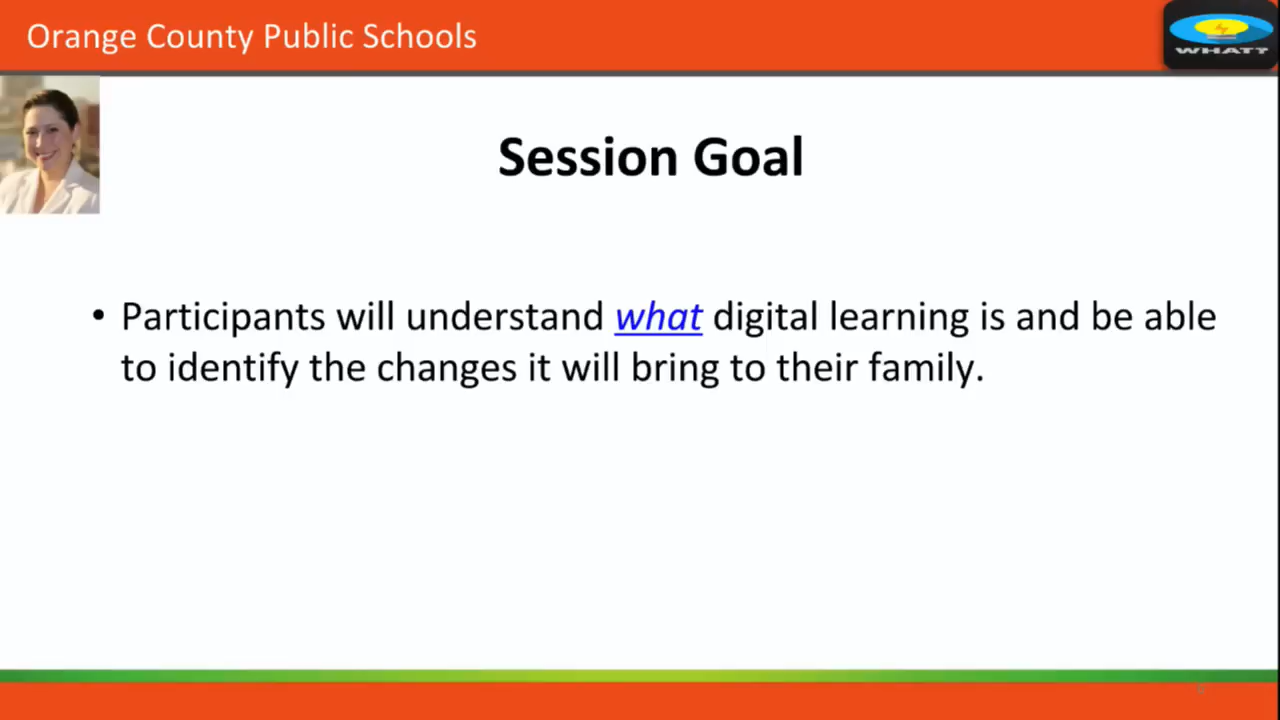 Orange County Public Schools
WHATT
Session Goal
• Participants will understand what digital learning is and be able
to identify the changes it will bring to their family.